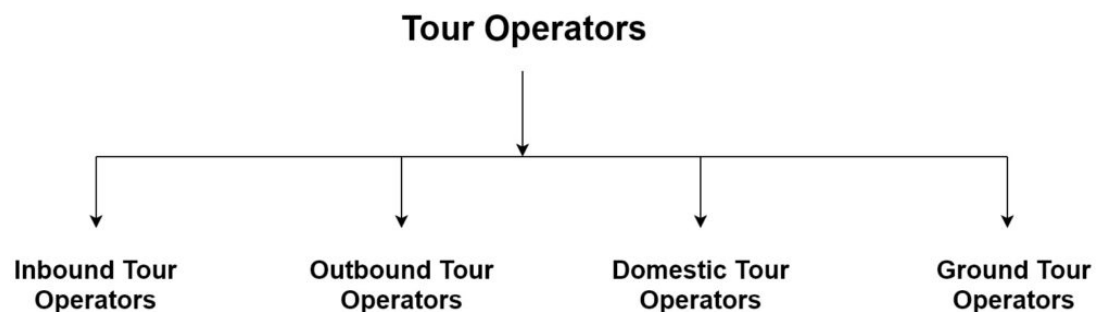 Tour Operators
Inbound Tour
Operators
Outbound Tour
Operators
Domestic Tour
Operators
Ground Tour
Operators